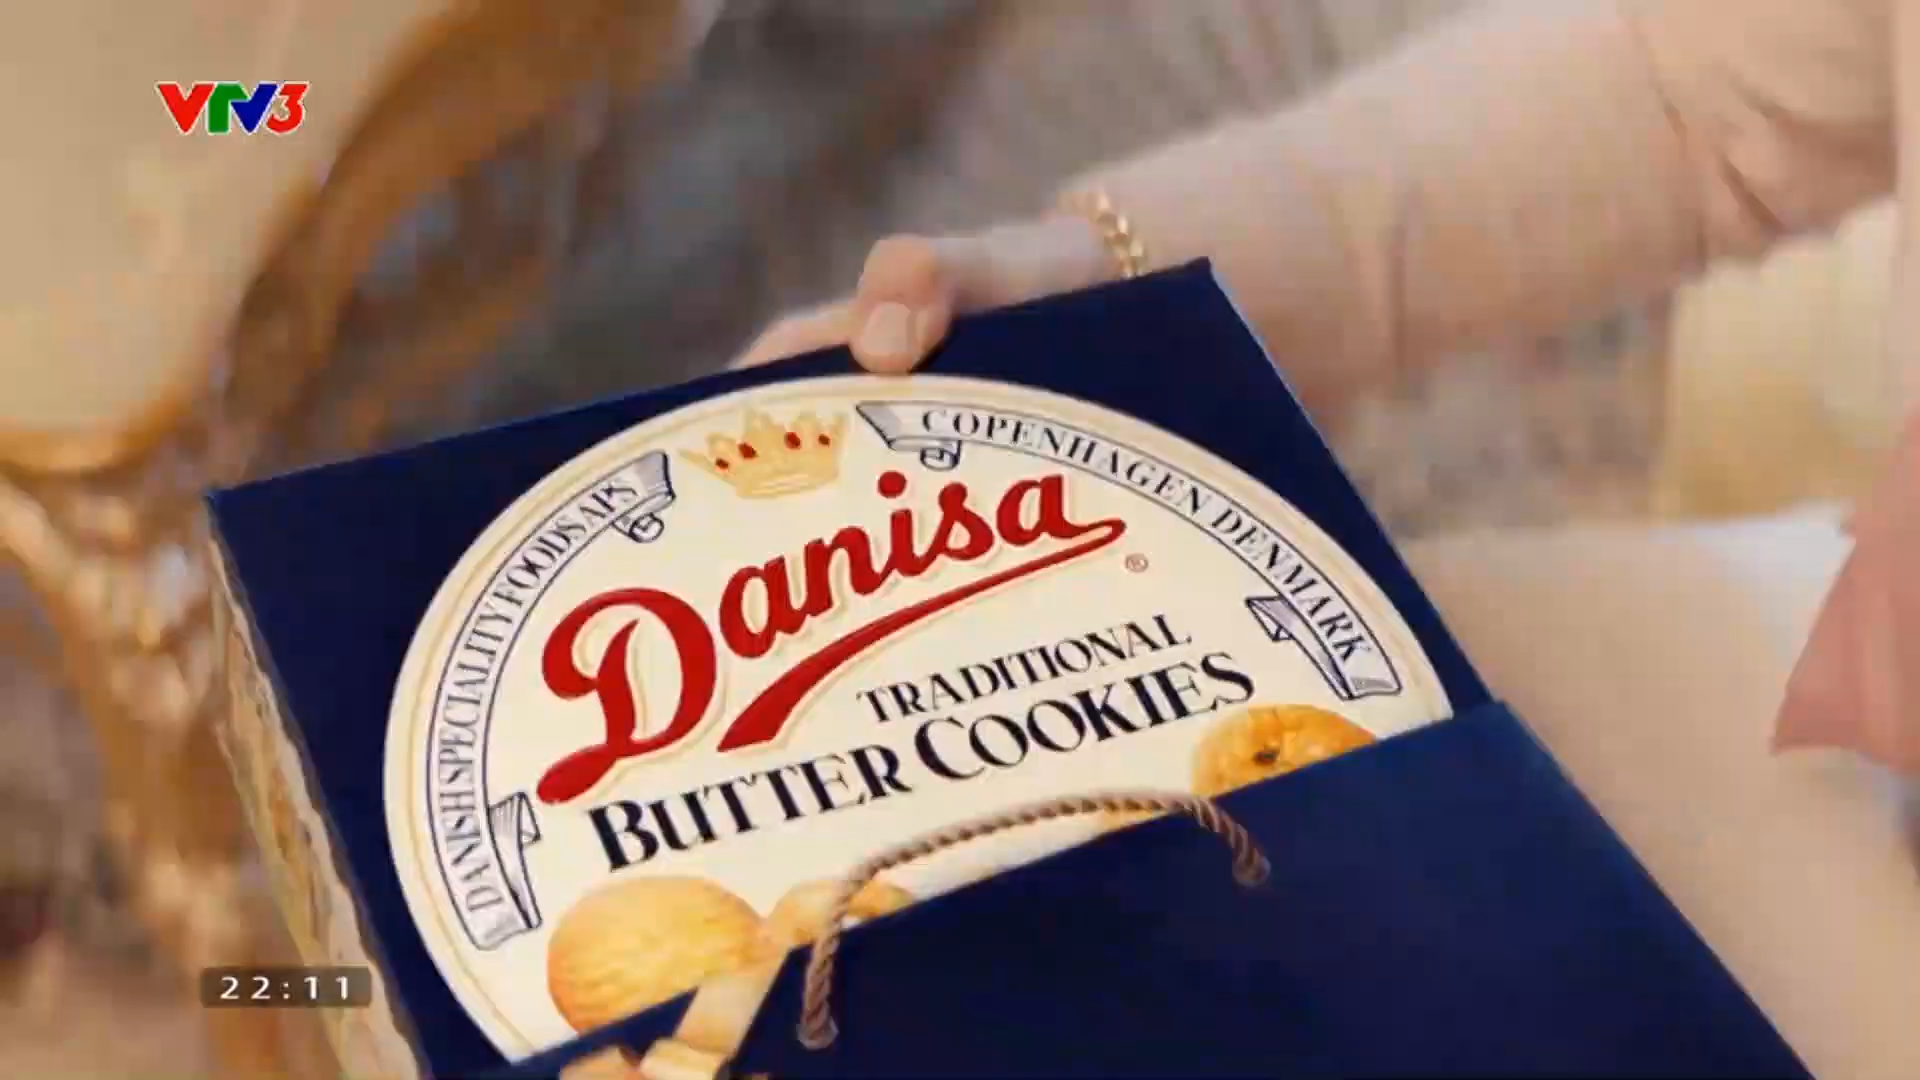 VTV3
COPENHAGEN DENMARK
DANISH SPECIALITY FOODS APS
Danisa®
TRADITIONAL
BUTTER COOKIES
22:11